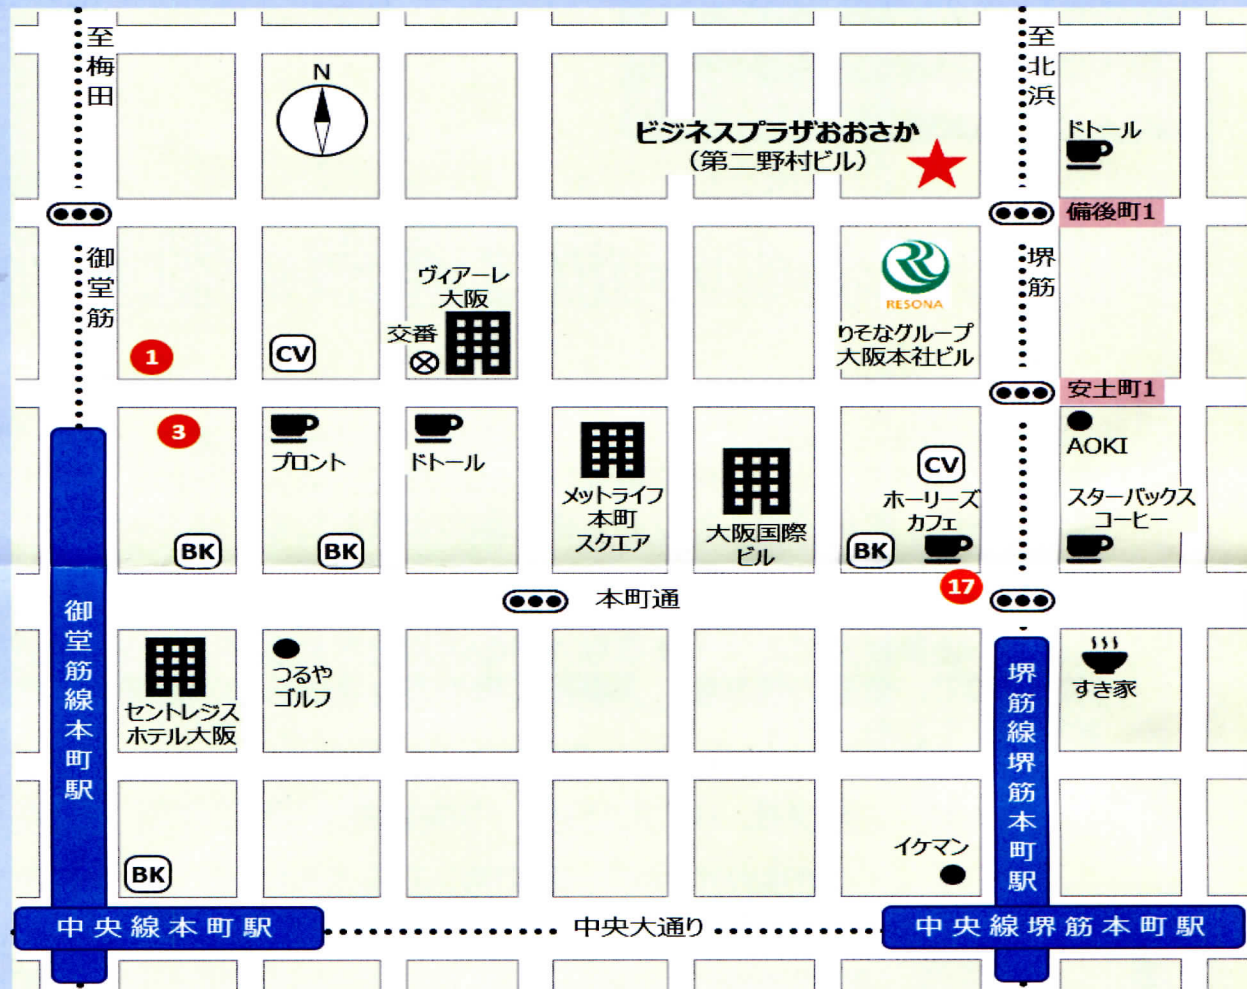 至梅田
N
ビジネスプラザおおさか
(第二野村ビル)
至北浜
ドトール
備後町1
御堂筋
1
CV
ヴィアーレ
大阪
交番
RESONA
りそなグループ
大阪本社ビル
堺筋
安土町1
3
BK
プロント
BK
ドトール
メットライフ
本町
スクエア
大阪国際
ビル
CV
ホーリーズ
カフェ
BK
17
AOKI
スターバックス
コーヒー
本町通
御堂筋線本町駅
セントレジス
ホテル大阪
つるや
ゴルフ
堺筋線堺筋本町駅
すき家
BK
イケマン
中央線本町駅
中央大通り
中央線堺筋本町駅